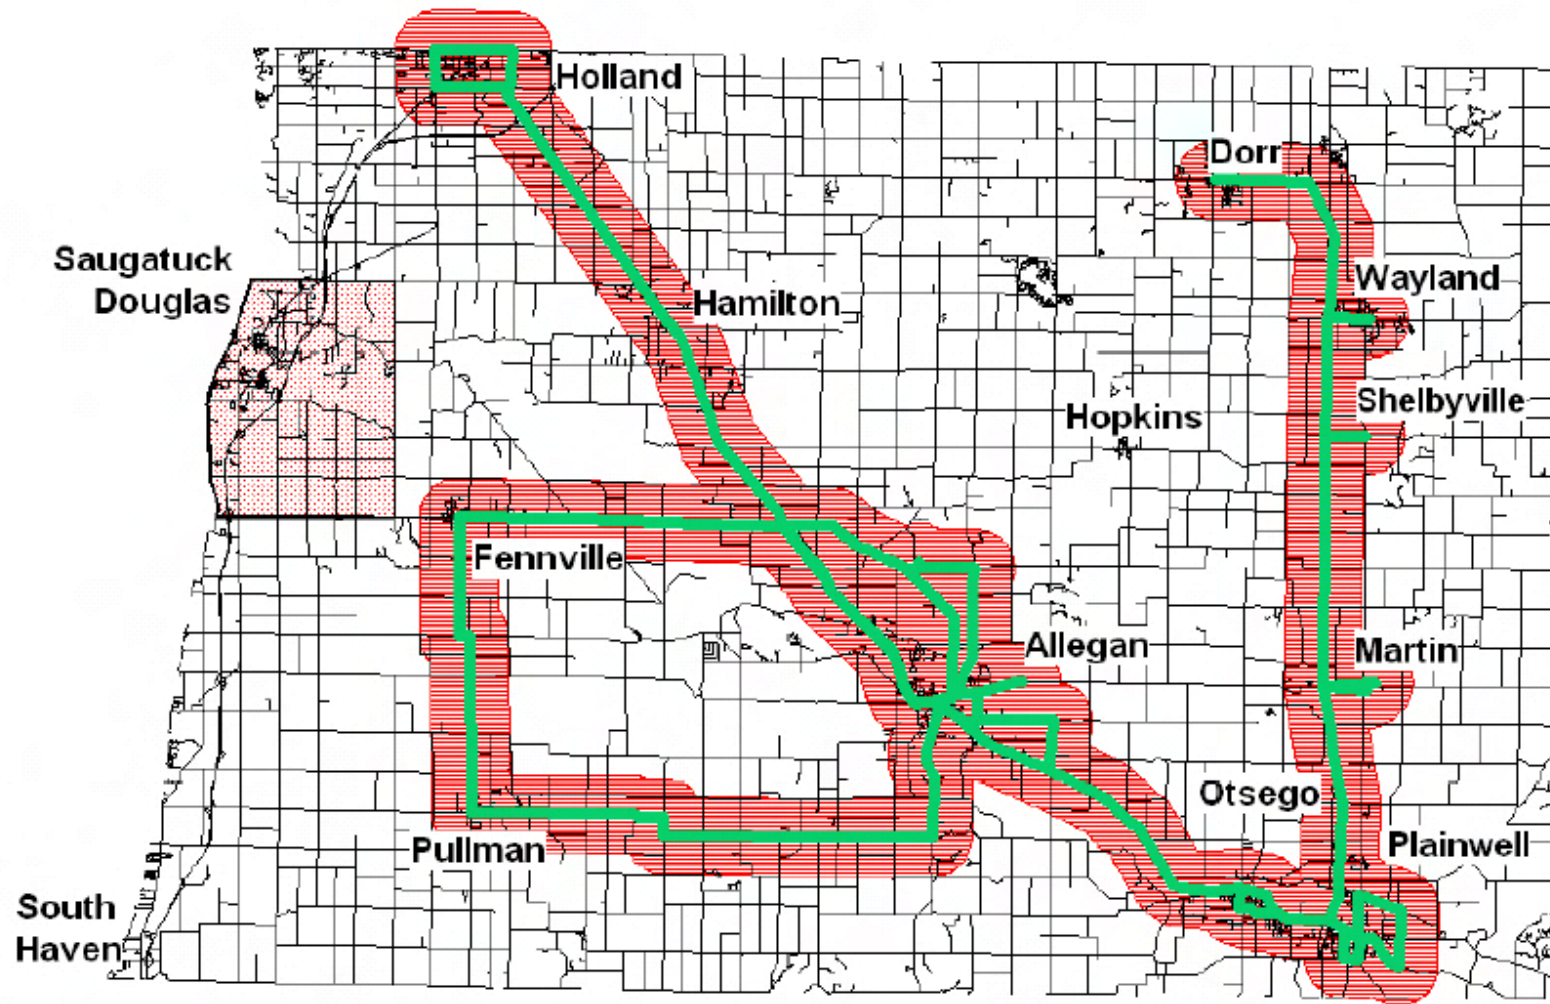 Holland
Dorr
Saugatuck
Douglas
Wayland
Hamilton
Shelbyville
Hopkins
Fennville
Allegan
Martin
Otsego
Plainwell
Pullman
South
Haven